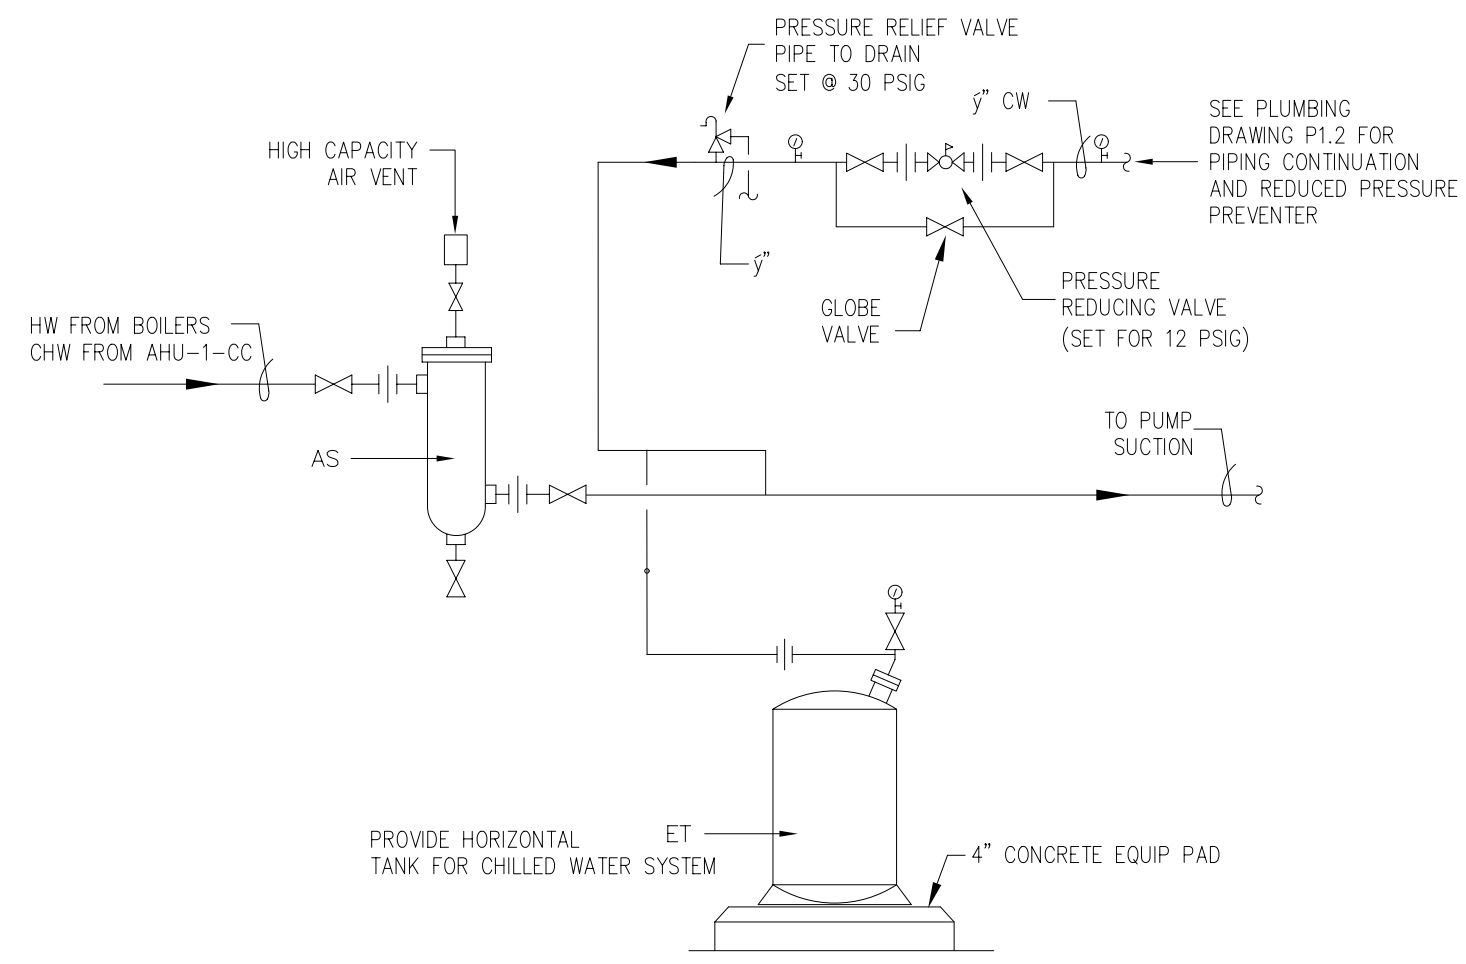 PRESSURE RELIEF VALVE
PIPE TO DRAIN
SET @ 30 PSIG
ý" CW
SEE PLUMBING
DRAWING P1.2 FOR
PIPING CONTINUATION
AND REDUCED PRESSURE
PREVENTER
HIGH CAPACITY
AIR VENT
ý"
PRESSURE
REDUCING VALVE
(SET FOR 12 PSIG)
GLOBE
VALVE
HW FROM BOILERS
CHW FROM AHU-1-CC
TO PUMP
SUCTION
AS
ET
PROVIDE HORIZONTAL
TANK FOR CHILLED WATER SYSTEM
4" CONCRETE EQUIP PAD